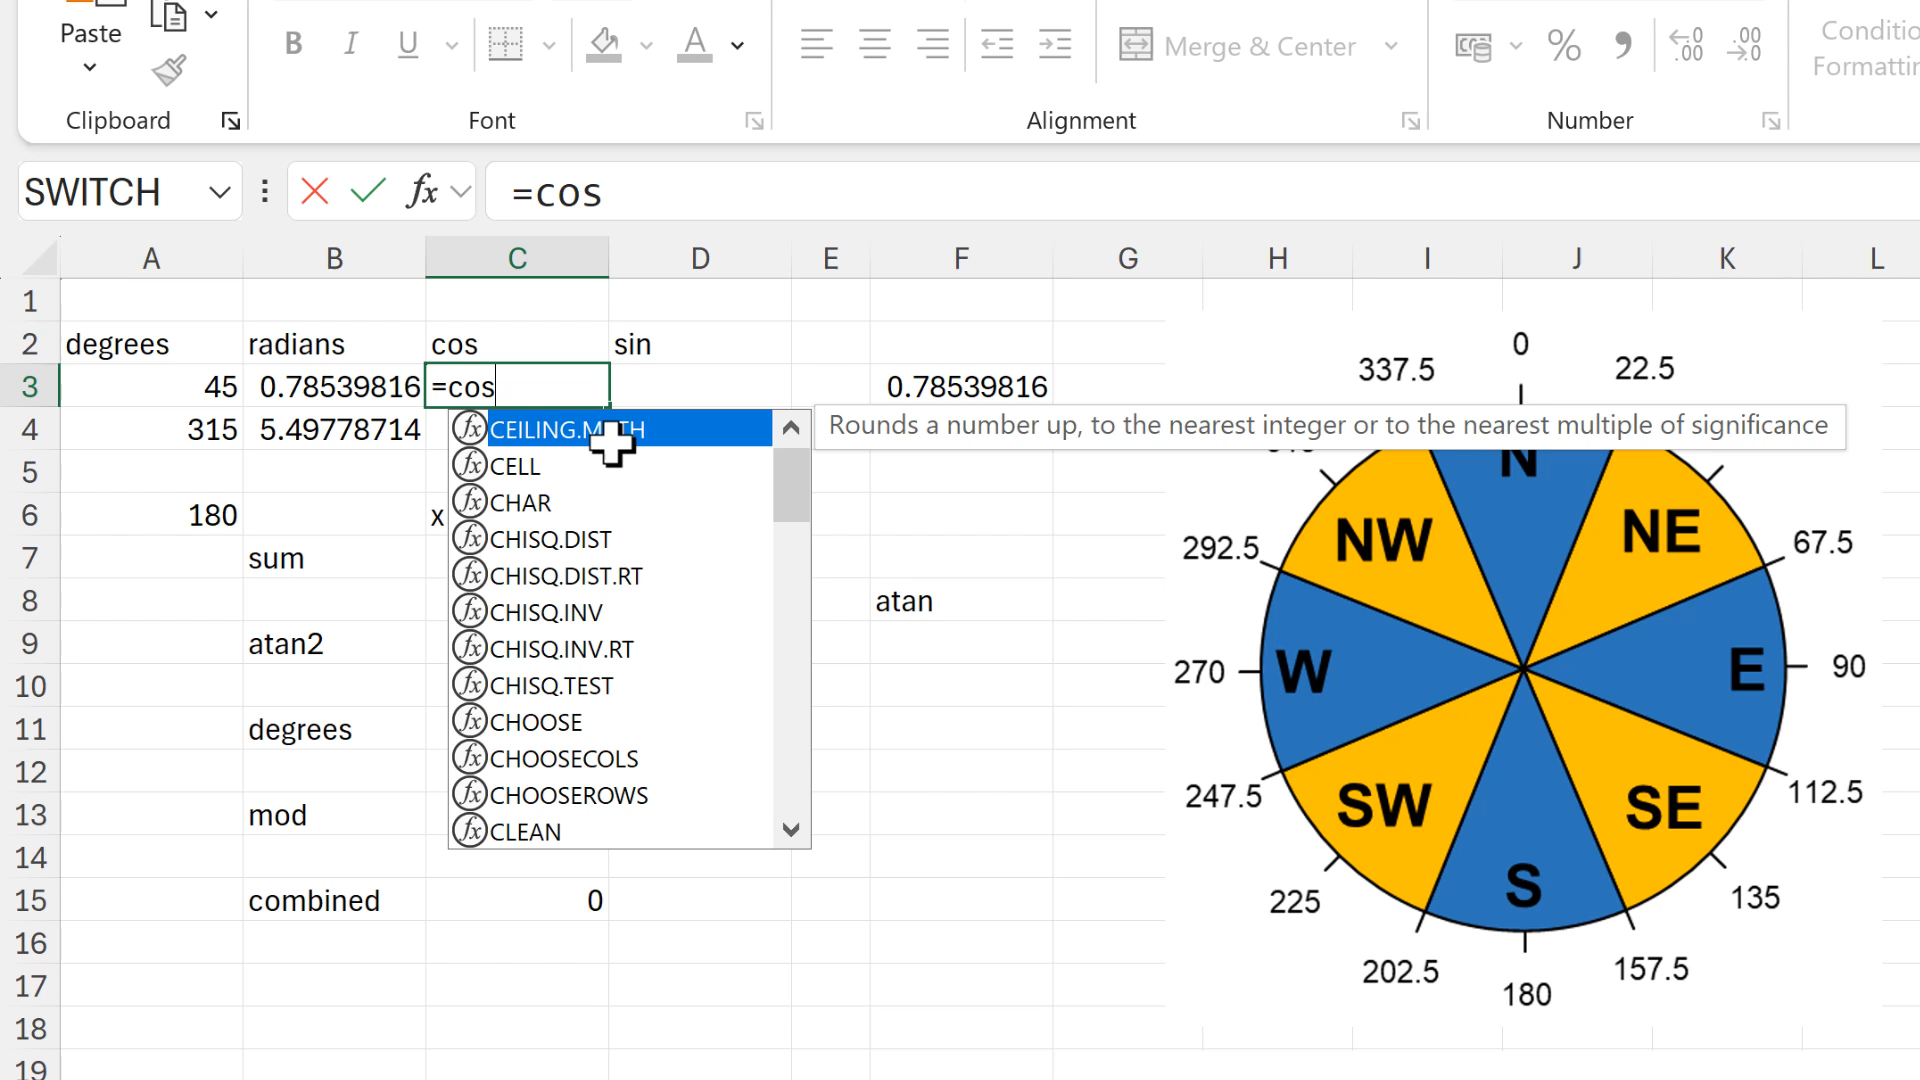 Paste
Clipboard
B I U
A
Font
Merge & Center
Alignment
% , .00 .00
Number
Conditio
Formattin
SWITCH
fx
=cos
A B C D E F G H I J K L
1
2 degrees radians cos sin
3 45 0.78539816 =cos 0.78539816
4 315 5.49778714
5
6 180 x
7 sum
8 atan
9 atan2
10
11 degrees
12
13 mod
14
15 combined 0
16
17
18
19
CEILING.MATH
CELL
CHAR
CHISQ.DIST
CHISQ.DIST.RT
CHISQ.INV
CHISQ.INV.RT
CHISQ.TEST
CHOOSE
CHOOSECOLS
CHOOSEROWS
CLEAN
Rounds a number up, to the nearest integer or to the nearest multiple of significance
0
337.5 22.5
N
NW NE
292.5 67.5
270 W E 90
247.5 SW SE 112.5
225 S 135
202.5 157.5
180